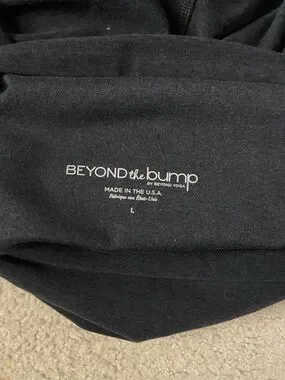 BEYOND the bump
BY BEYOND YOGA
MADE IN THE U.S.A.
Fabriqué aux États-Unis
L